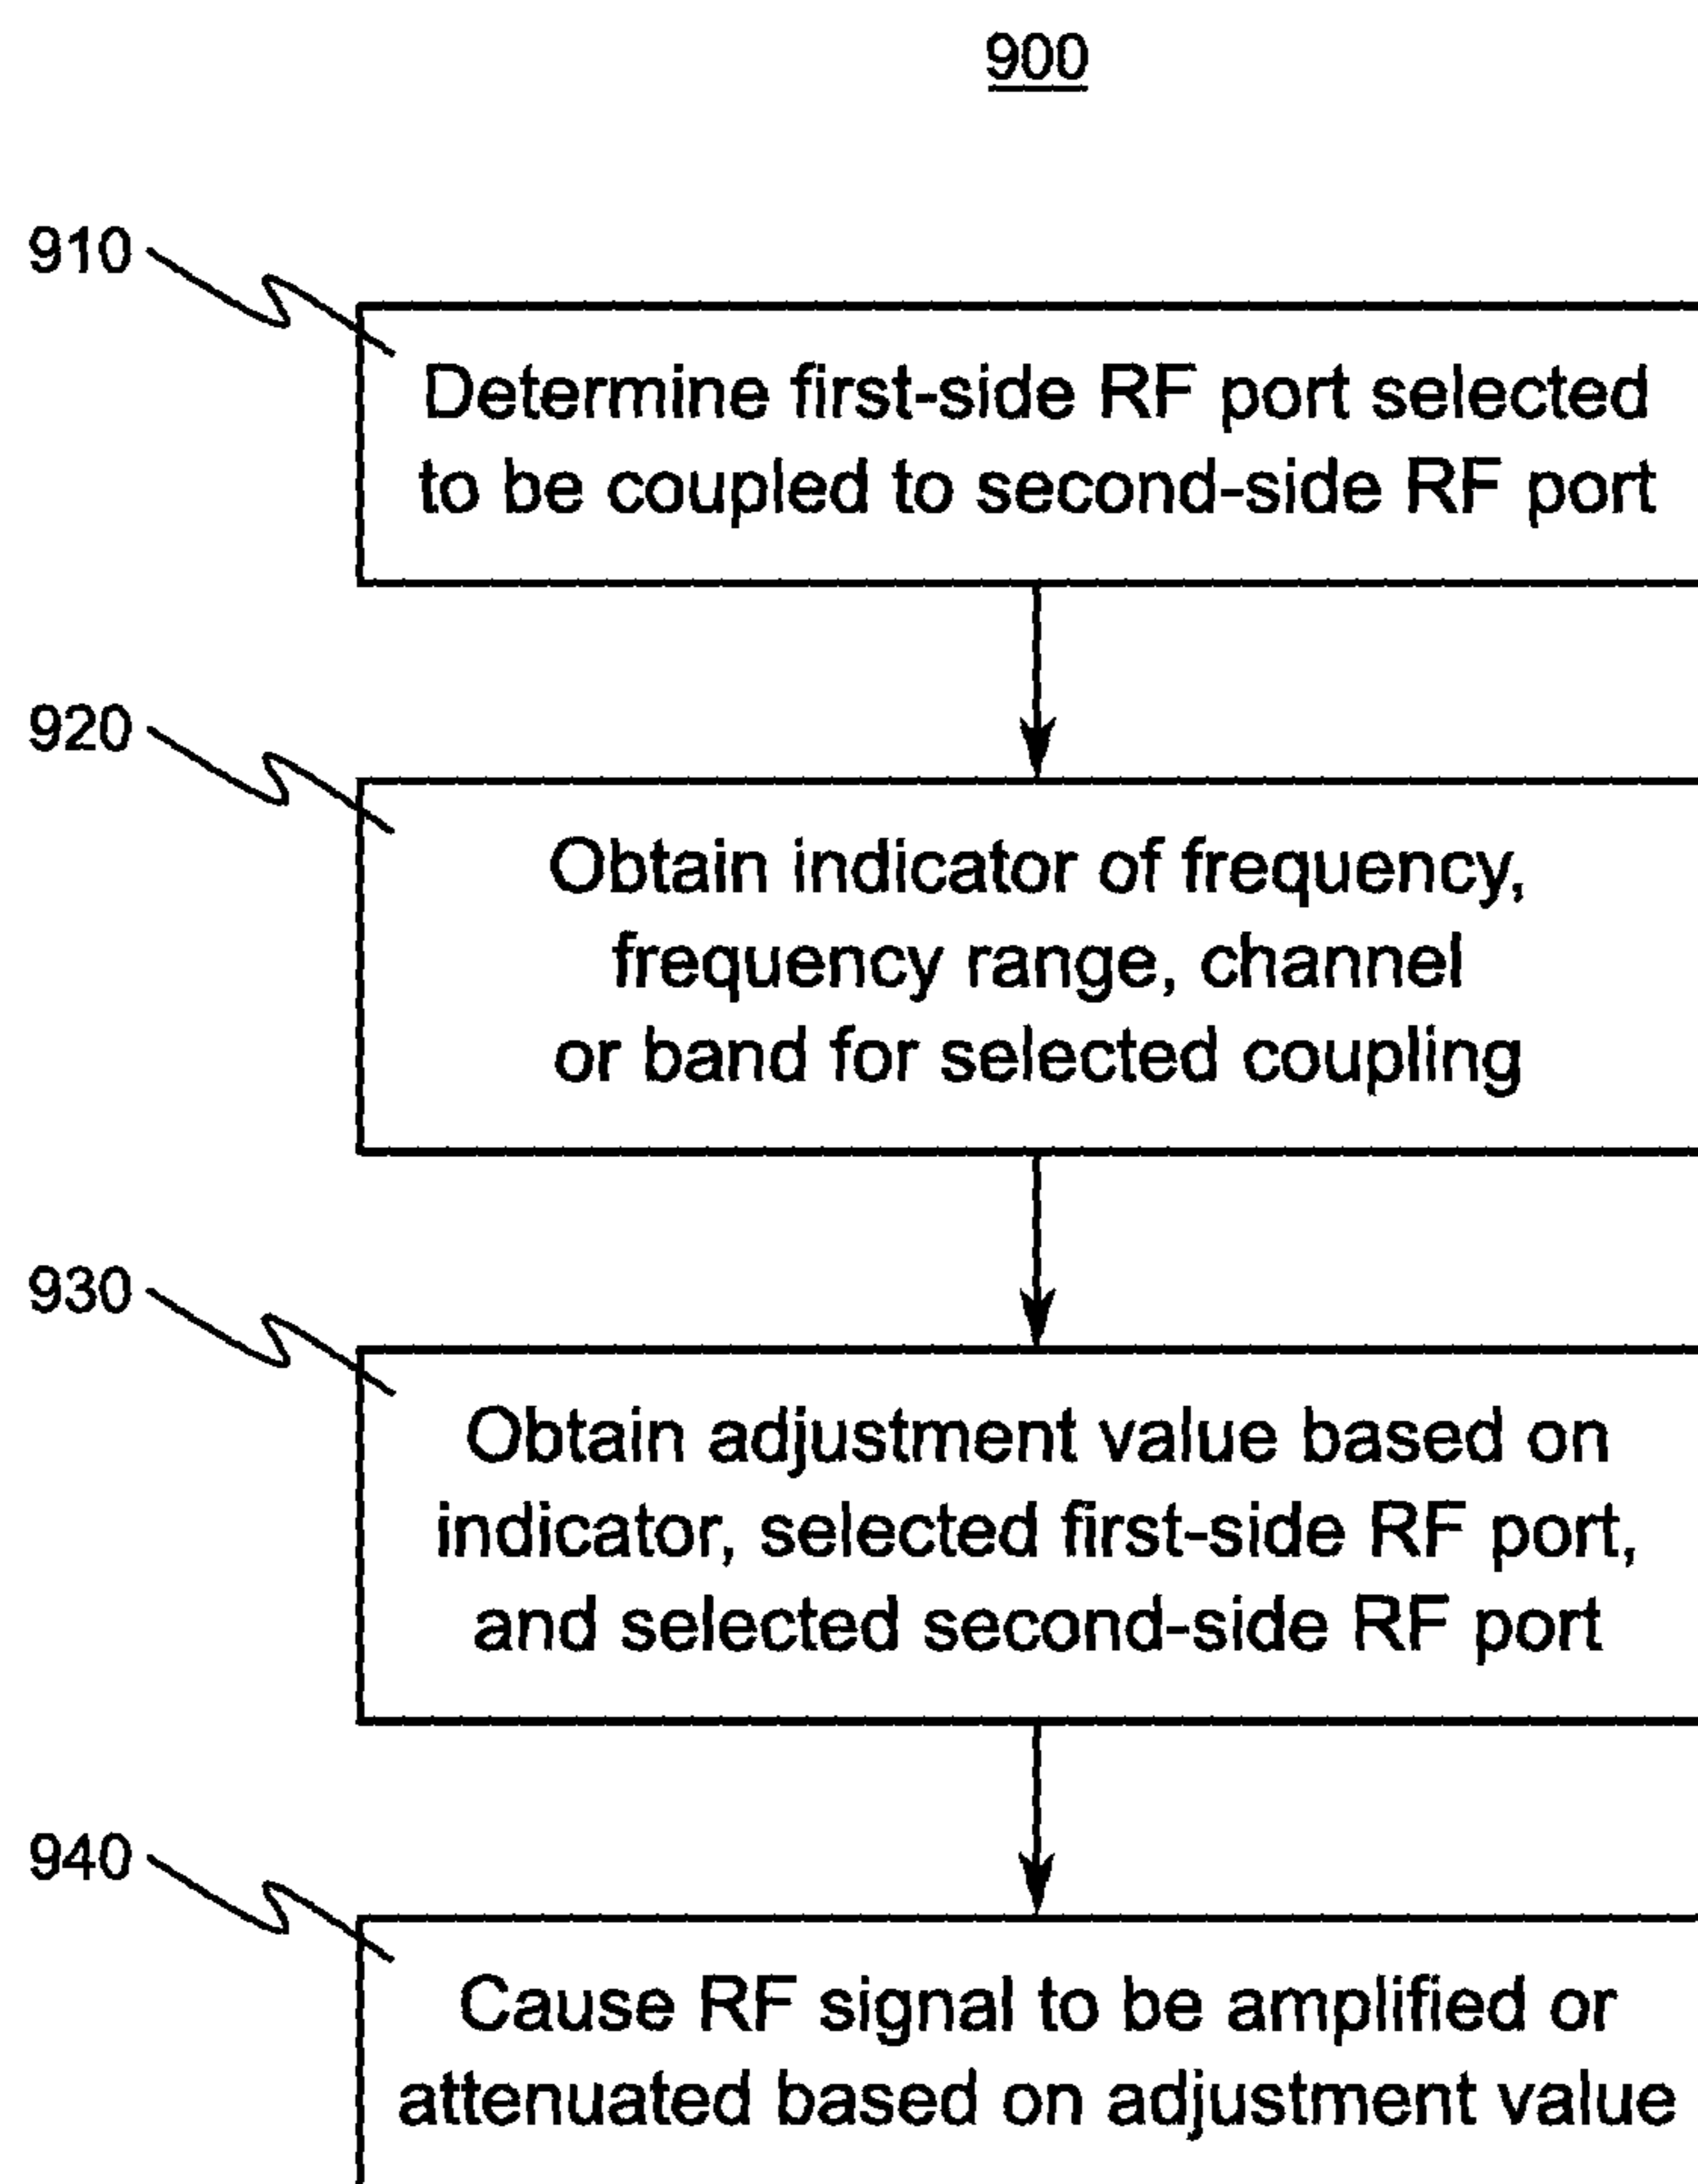 900
910
Determine first-side RF port selected
to be coupled to second-side RF port
920
Obtain indicator of frequency,
frequency range, channel
or band for selected coupling
930
Obtain adjustment value based on
indicator, selected first-side RF port,
and selected second-side RF port
940
Cause RF signal to be amplified or
attenuated based on adjustment value